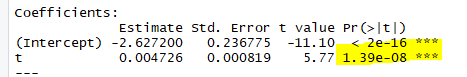 Coefficients:
Estimate Std. Error t value Pr(>|t|)
(Intercept) -2.627200 0.236775 -11.10 < 2e-16 ***
t 0.004726 0.000819 5.77 1.39e-08 ***
---